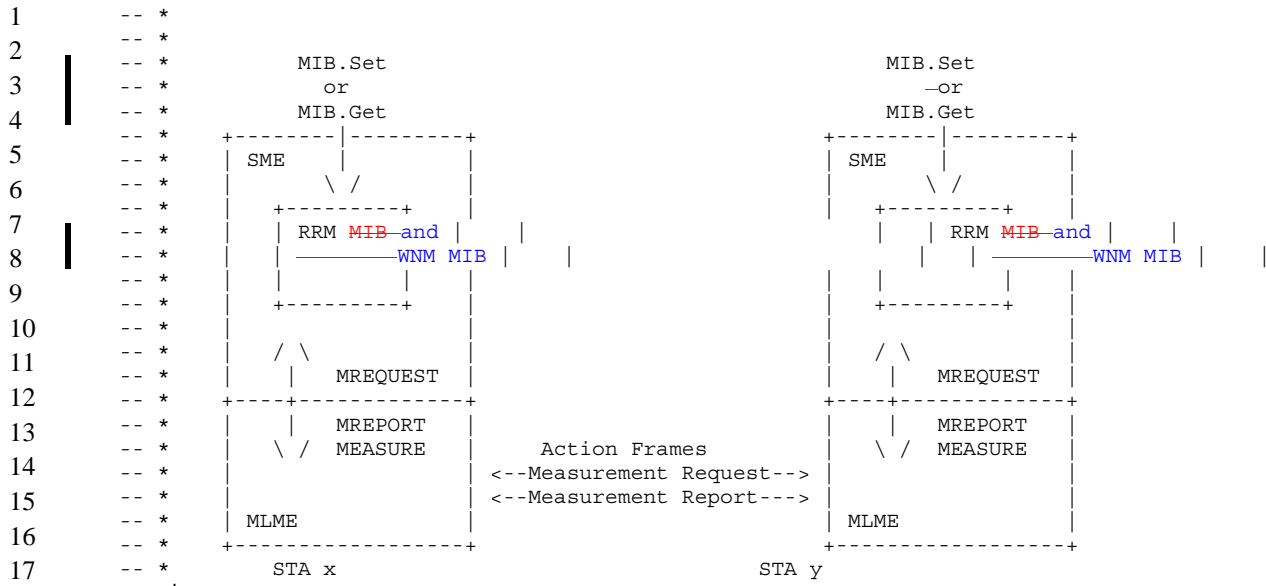 1 -- *
-- *
2 -- * MIB.Set MIB.Set
3 -- * or or
4 -- * MIB.Get MIB.Get
-- * +--------|---------+ +--------|---------+
5 -- * | SME | | | SME | |
6 -- * | \ / | | \ / |
-- * | +---------+ | | +---------+ |
7 -- * | | RRM MIB and | | | | RRM MIB and | |
8 -- * | | WNM MIB | | | | WNM MIB | |
-- * | | | | | | | |
9 -- * | +---------+ | | +---------+ |
10 -- * | | | |
11 -- * | / \ | | / \ |
-- * | | MREQUEST | | | MREQUEST |
12 -- * +----+-------------+ +----+-------------+
13 -- * | | MREPORT | | | MREPORT |
-- * | \ / MEASURE | Action Frames | \ / MEASURE |
14 -- * | | <--Measurement Request--> | |
15 -- * | | <--Measurement Report---> | |
-- * | MLME | | MLME |
16 -- * +------------------+ +------------------+
17 -- * STA x STA y